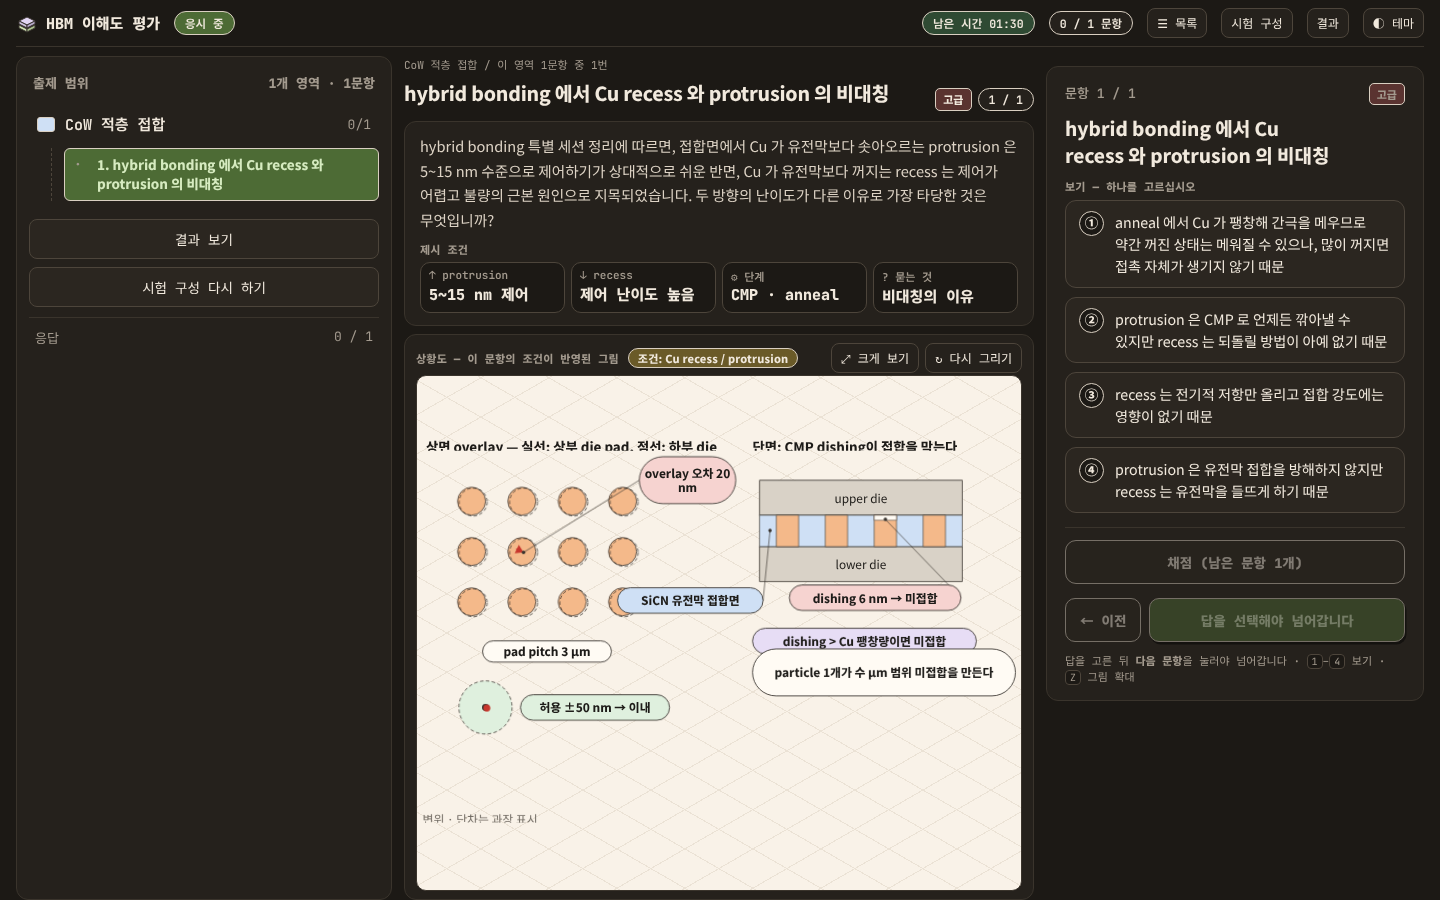 HBM 이해도 평가
응시 중
남은 시간 01:30
0 / 1 문항
☰ 목록
시험 구성
결과
◐ 테마
출제 범위
1개 영역 · 1문항
CoW 적층 접합
0/1
1. hybrid bonding 에서 Cu recess 와
protrusion 의 비대칭
결과 보기
시험 구성 다시 하기
응답
0 / 1
CoW 적층 접합 / 이 영역 1문항 중 1번
hybrid bonding 에서 Cu recess 와 protrusion 의 비대칭
고급
1 / 1
hybrid bonding 특별 세션 정리에 따르면, 접합면에서 Cu 가 유전막보다 솟아오르는 protrusion 은
5~15 nm 수준으로 제어하기가 상대적으로 쉬운 반면, Cu 가 유전막보다 꺼지는 recess 는 제어가
어렵고 불량의 근본 원인으로 지목되었습니다. 두 방향의 난이도가 다른 이유로 가장 타당한 것은
무엇입니까?
제시 조건
↑ protrusion
5~15 nm 제어
↓ recess
제어 난이도 높음
⚙ 단계
CMP · anneal
? 묻는 것
비대칭의 이유
상황도 — 이 문항의 조건이 반영된 그림
조건: Cu recess / protrusion
⤢ 크게 보기
↻ 다시 그리기
상면 overlay — 실선: 상부 die pad, 점선: 하부 die
단면: CMP dishing이 접합을 막는다
overlay 오차 20
nm
upper die
lower die
SiCN 유전막 접합면
dishing 6 nm → 미접합
dishing > Cu 팽창량이면 미접합
pad pitch 3 µm
particle 1개가 수 µm 범위 미접합을 만든다
허용 ±50 nm → 이내
변위 · 단차는 과장 표시
문항 1 / 1
고급
hybrid bonding 에서 Cu
recess 와 protrusion 의 비대칭
보기 — 하나를 고르십시오
① anneal 에서 Cu 가 팽창해 간극을 메우므로
약간 꺼진 상태는 메워질 수 있으나, 많이 꺼지면
접촉 자체가 생기지 않기 때문
② protrusion 은 CMP 로 언제든 깎아낼 수
있지만 recess 는 되돌릴 방법이 아예 없기 때문
③ recess 는 전기적 저항만 올리고 접합 강도에는
영향이 없기 때문
④ protrusion 은 유전막 접합을 방해하지 않지만
recess 는 유전막을 들뜨게 하기 때문
채점 (남은 문항 1개)
← 이전
답을 선택해야 넘어갑니다
답을 고른 뒤 다음 문항을 눌러야 넘어갑니다 · 1–4 보기 ·
Z 그림 확대